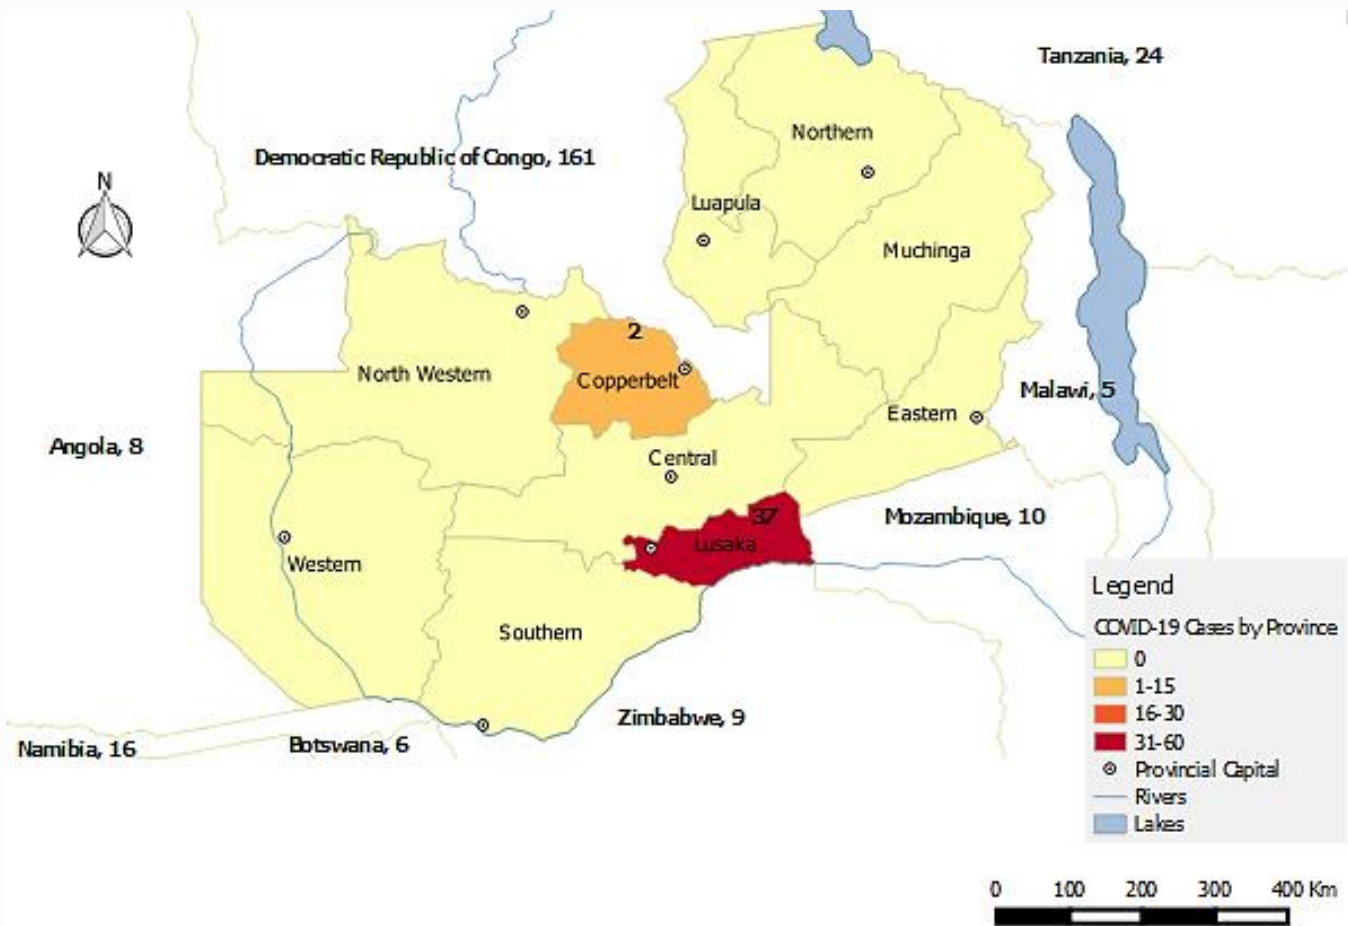 Tanzania, 24
Northern
Democratic Republic of Congo, 161
N
Luapula
Muchinga
2
North Western
Copperbelt
Malawi, 5
Eastern
Angola, 8
Central
37
Mozambique, 10
Lusaka
Western
Southern
Zimbabwe, 9
Namibia, 16
Botswana, 6
Legend
COVID-19 Cases by Province
0
1-15
16-30
31-60
Provincial Capital
Rivers
Lakes
0 100 200 300 400 Km